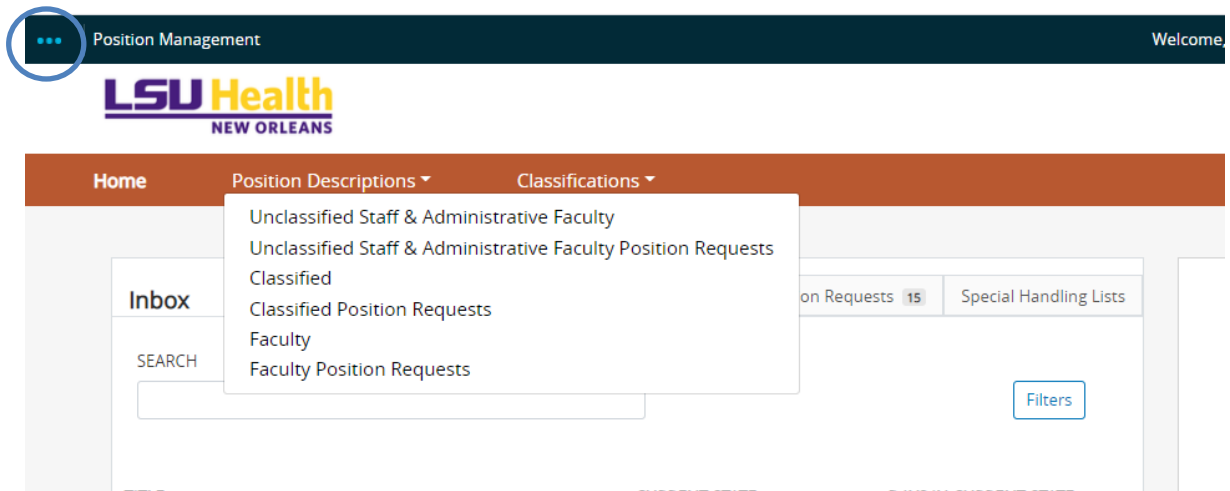 Position Management Welcome,
LSU Health
NEW ORLEANS
Home Position Descriptions Classifications
Unclassified Staff & Administrative Faculty
Unclassified Staff & Administrative Faculty Position Requests
Classified
Classified Position Requests
Faculty
Faculty Position Requests
Inbox
on Requests 15 Special Handling Lists
SEARCH
Filters